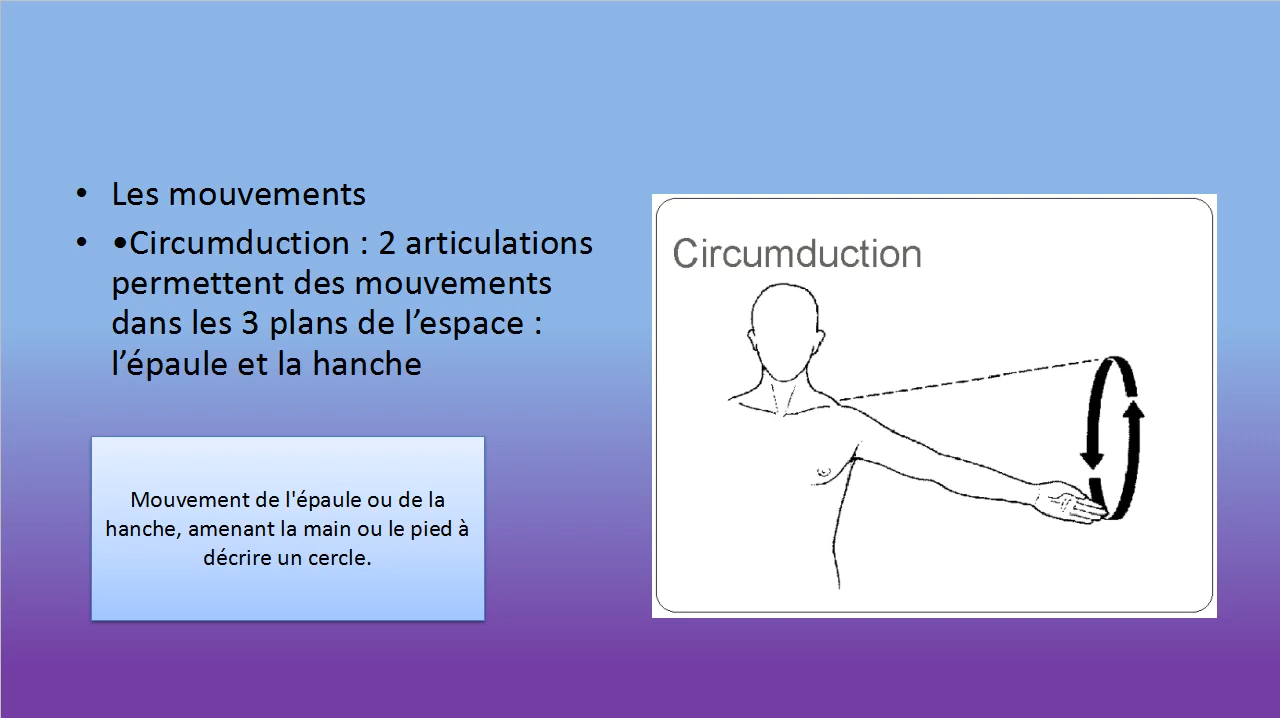 • Les mouvements
• •Circumduction : 2 articulations
permettent des mouvements
dans les 3 plans de l’espace :
l’épaule et la hanche
Mouvement de l'épaule ou de la
hanche, amenant la main ou le pied à
décrire un cercle.
Circumduction